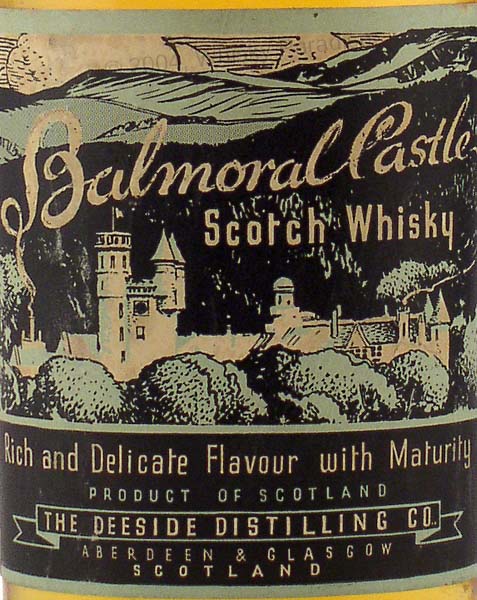 Balmoral Castle
Scotch Whisky
Rich and Delicate Flavour with Maturity
PRODUCT OF SCOTLAND
THE DEESIDE DISTILLING CO.
ABERDEEN & GLASGOW
SCOTLAND